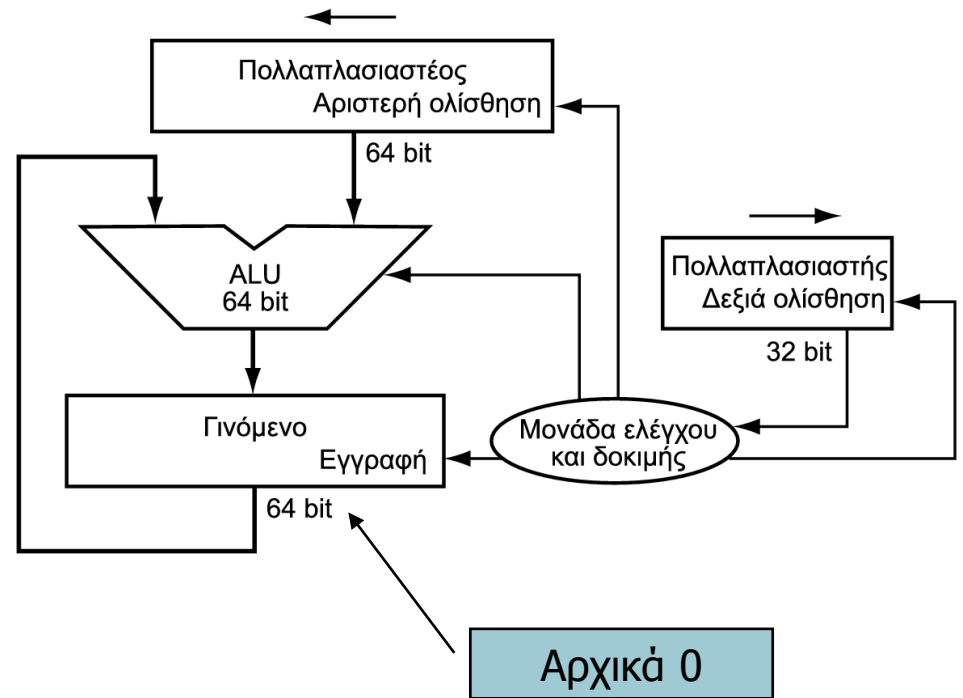 Πολλαπλασιαστέος
Αριστερή ολίσθηση
64 bit
ALU
64 bit
Πολλαπλασιαστής
Δεξιά ολίσθηση
32 bit
Γινόμενο
Εγγραφή
64 bit
Μονάδα ελέγχου
και δοκιμής
Αρχικά 0